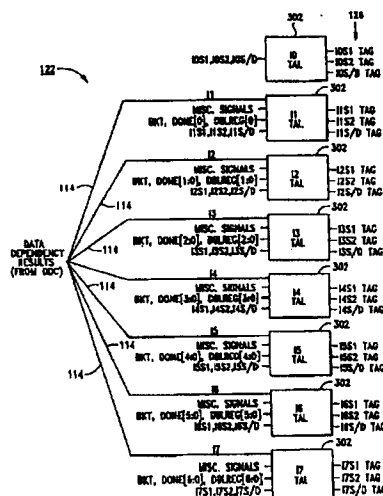 302
126
122
I0S1,I0S2,I0S/D
I0
TAL
I0S1 TAG
I0S2 TAG
I0S/D TAG
I1
302
MISC. SIGNALS
BKT, DONE[0], DBLREG[0]
I1S1,I1S2,I1S/D
I1
TAL
I1S1 TAG
I1S2 TAG
I1S/D TAG
114
I2
302
MISC. SIGNALS
BKT, DONE[1:0], DBLREG[1:0]
I2S1,I2S2,I2S/D
I2
TAL
I2S1 TAG
I2S2 TAG
I2S/D TAG
114
I3
302
MISC. SIGNALS
BKT, DONE[2:0], DBLREG[2:0]
I3S1,I3S2,I3S/D
I3
TAL
I3S1 TAG
I3S2 TAG
I3S/D TAG
114
DATA
DEPENDENCY
RESULTS
(FROM DDC)
I4
302
MISC. SIGNALS
BKT, DONE[3:0], DBLREG[3:0]
I4S1,I4S2,I4S/D
I4
TAL
I4S1 TAG
I4S2 TAG
I4S/D TAG
114
I5
302
MISC. SIGNALS
BKT, DONE[4:0], DBLREG[4:0]
I5S1,I5S2,I5S/D
I5
TAL
I5S1 TAG
I5S2 TAG
I5S/D TAG
114
I6
302
MISC. SIGNALS
BKT, DONE[5:0], DBLREG[5:0]
I6S1,I6S2,I6S/D
I6
TAL
I6S1 TAG
I6S2 TAG
I6S/D TAG
114
I7
302
MISC. SIGNALS
BKT, DONE[6:0], DBLREG[6:0]
I7S1,I7S2,I7S/D
I7
TAL
I7S1 TAG
I7S2 TAG
I7S/D TAG
114